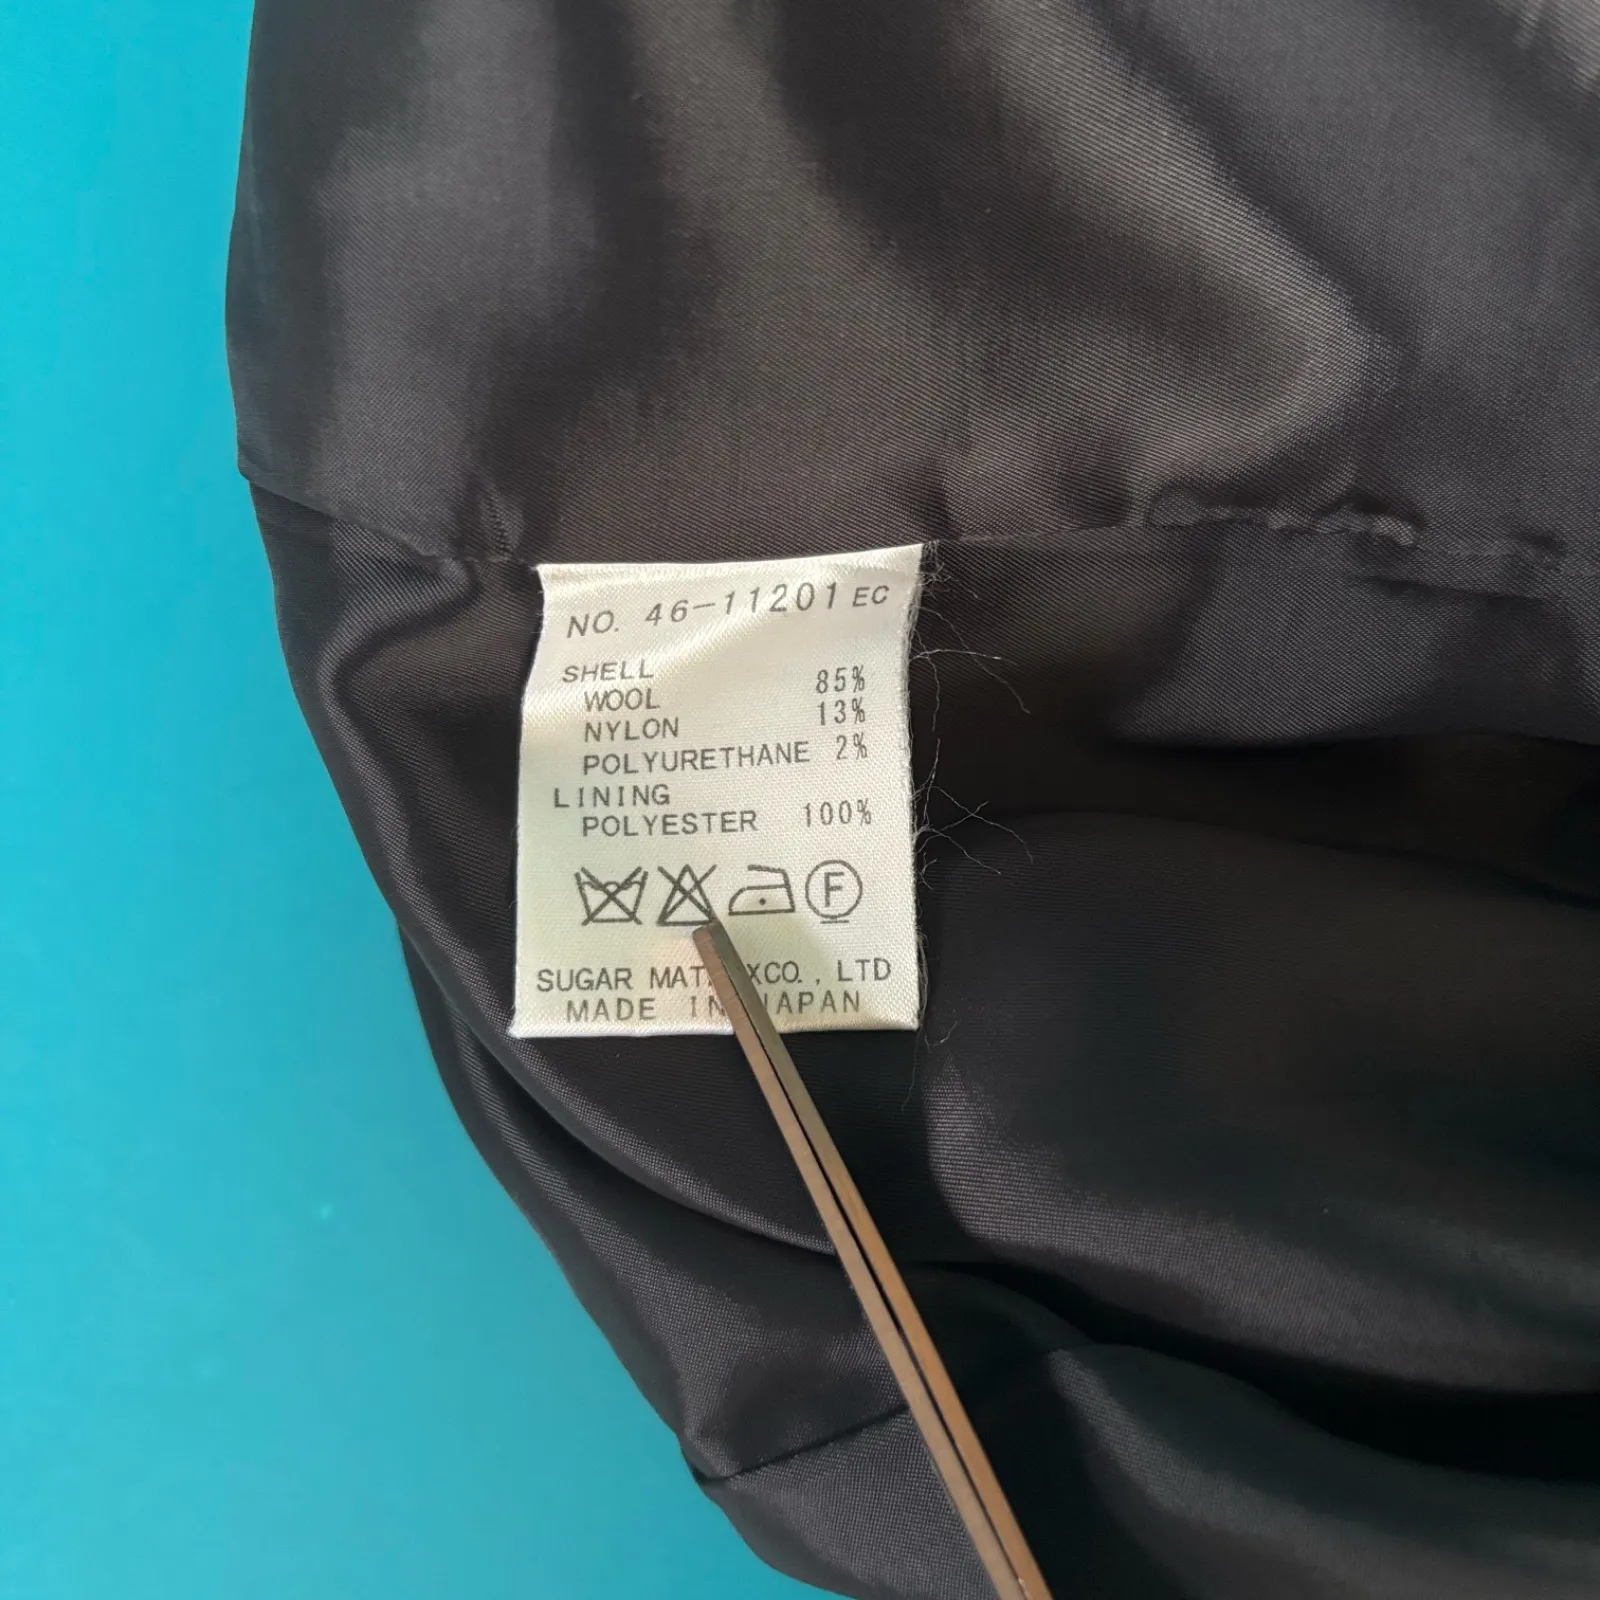 NO. 46-11201 EC
SHELL
WOOL 85%
NYLON 13%
POLYURETHANE 2%
LINING
POLYESTER 100%
F
SUGAR CO., LTD
MADE IN JAPAN